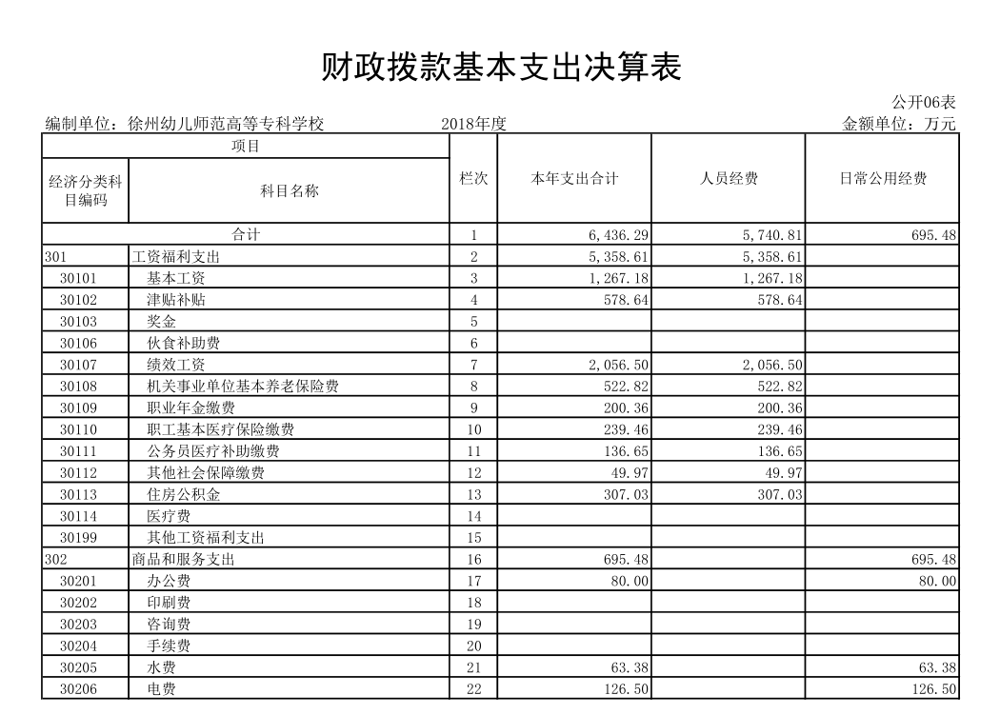 财政拨款基本支出决算表
公开06表
编制单位：徐州幼儿师范高等专科学校 2018年度 金额单位：万元
项目 栏次 本年支出合计 人员经费 日常公用经费
经济分类科目编码 科目名称
合计 1 6,436.29 5,740.81 695.48
301 工资福利支出 2 5,358.61 5,358.61
30101 基本工资 3 1,267.18 1,267.18
30102 津贴补贴 4 578.64 578.64
30103 奖金 5
30106 伙食补助费 6
30107 绩效工资 7 2,056.50 2,056.50
30108 机关事业单位基本养老保险费 8 522.82 522.82
30109 职业年金缴费 9 200.36 200.36
30110 职工基本医疗保险缴费 10 239.46 239.46
30111 公务员医疗补助缴费 11 136.65 136.65
30112 其他社会保障缴费 12 49.97 49.97
30113 住房公积金 13 307.03 307.03
30114 医疗费 14
30199 其他工资福利支出 15
302 商品和服务支出 16 695.48 695.48
30201 办公费 17 80.00 80.00
30202 印刷费 18
30203 咨询费 19
30204 手续费 20
30205 水费 21 63.38 63.38
30206 电费 22 126.50 126.50